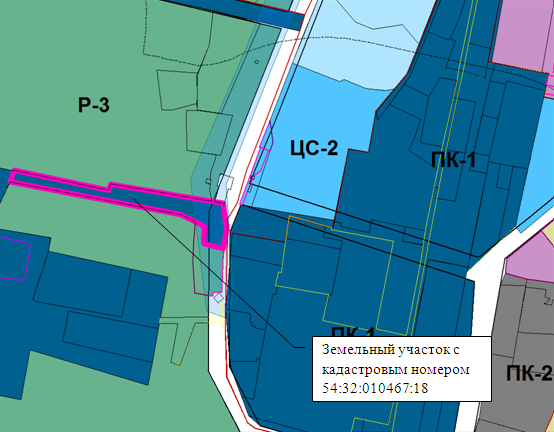 Р-3
ЦС-2
ПК-1
ПК-1
Земельный участок с
кадастровым номером
54:32:010467:18
ПК-2